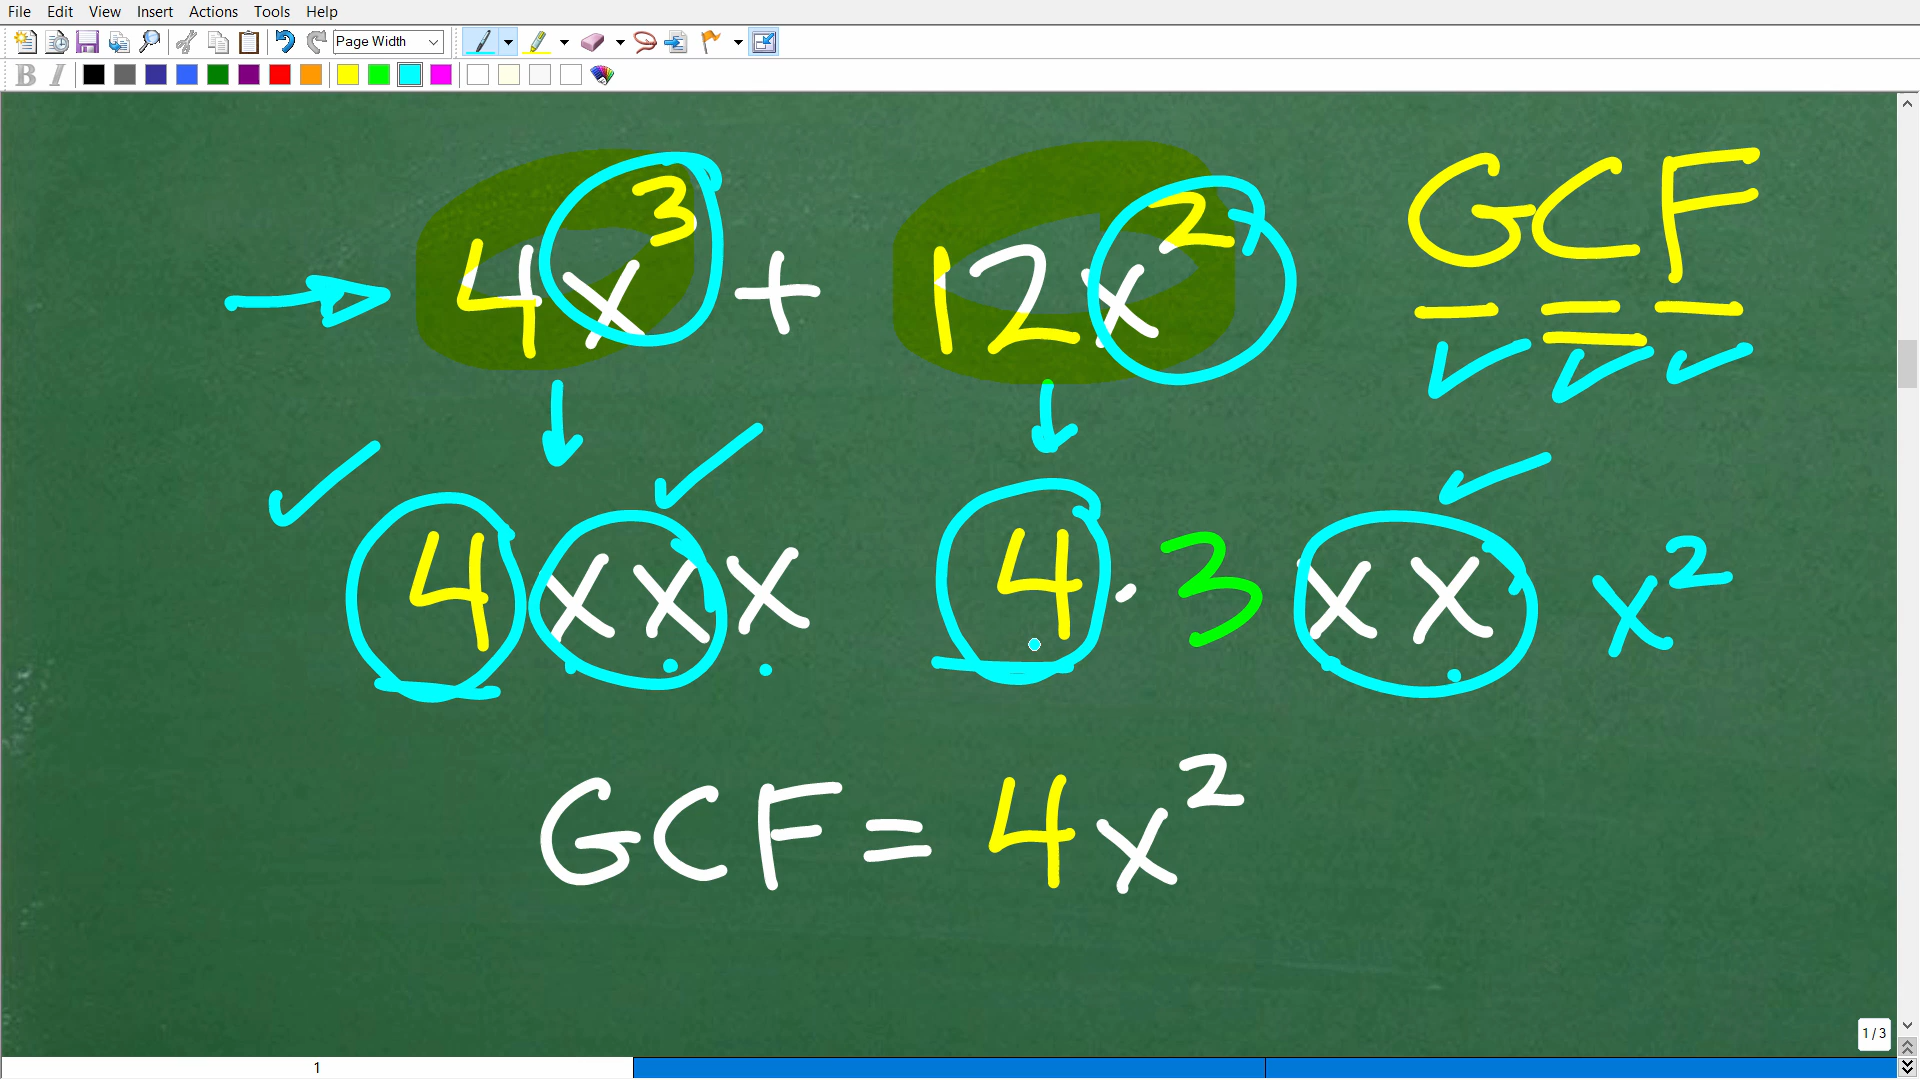 File Edit View Insert Actions Tools Help
Page Width
B I
4x³ + 12x² GCF
4 x x x 4 · 3 x x x²
GCF = 4x²
1 / 3
1